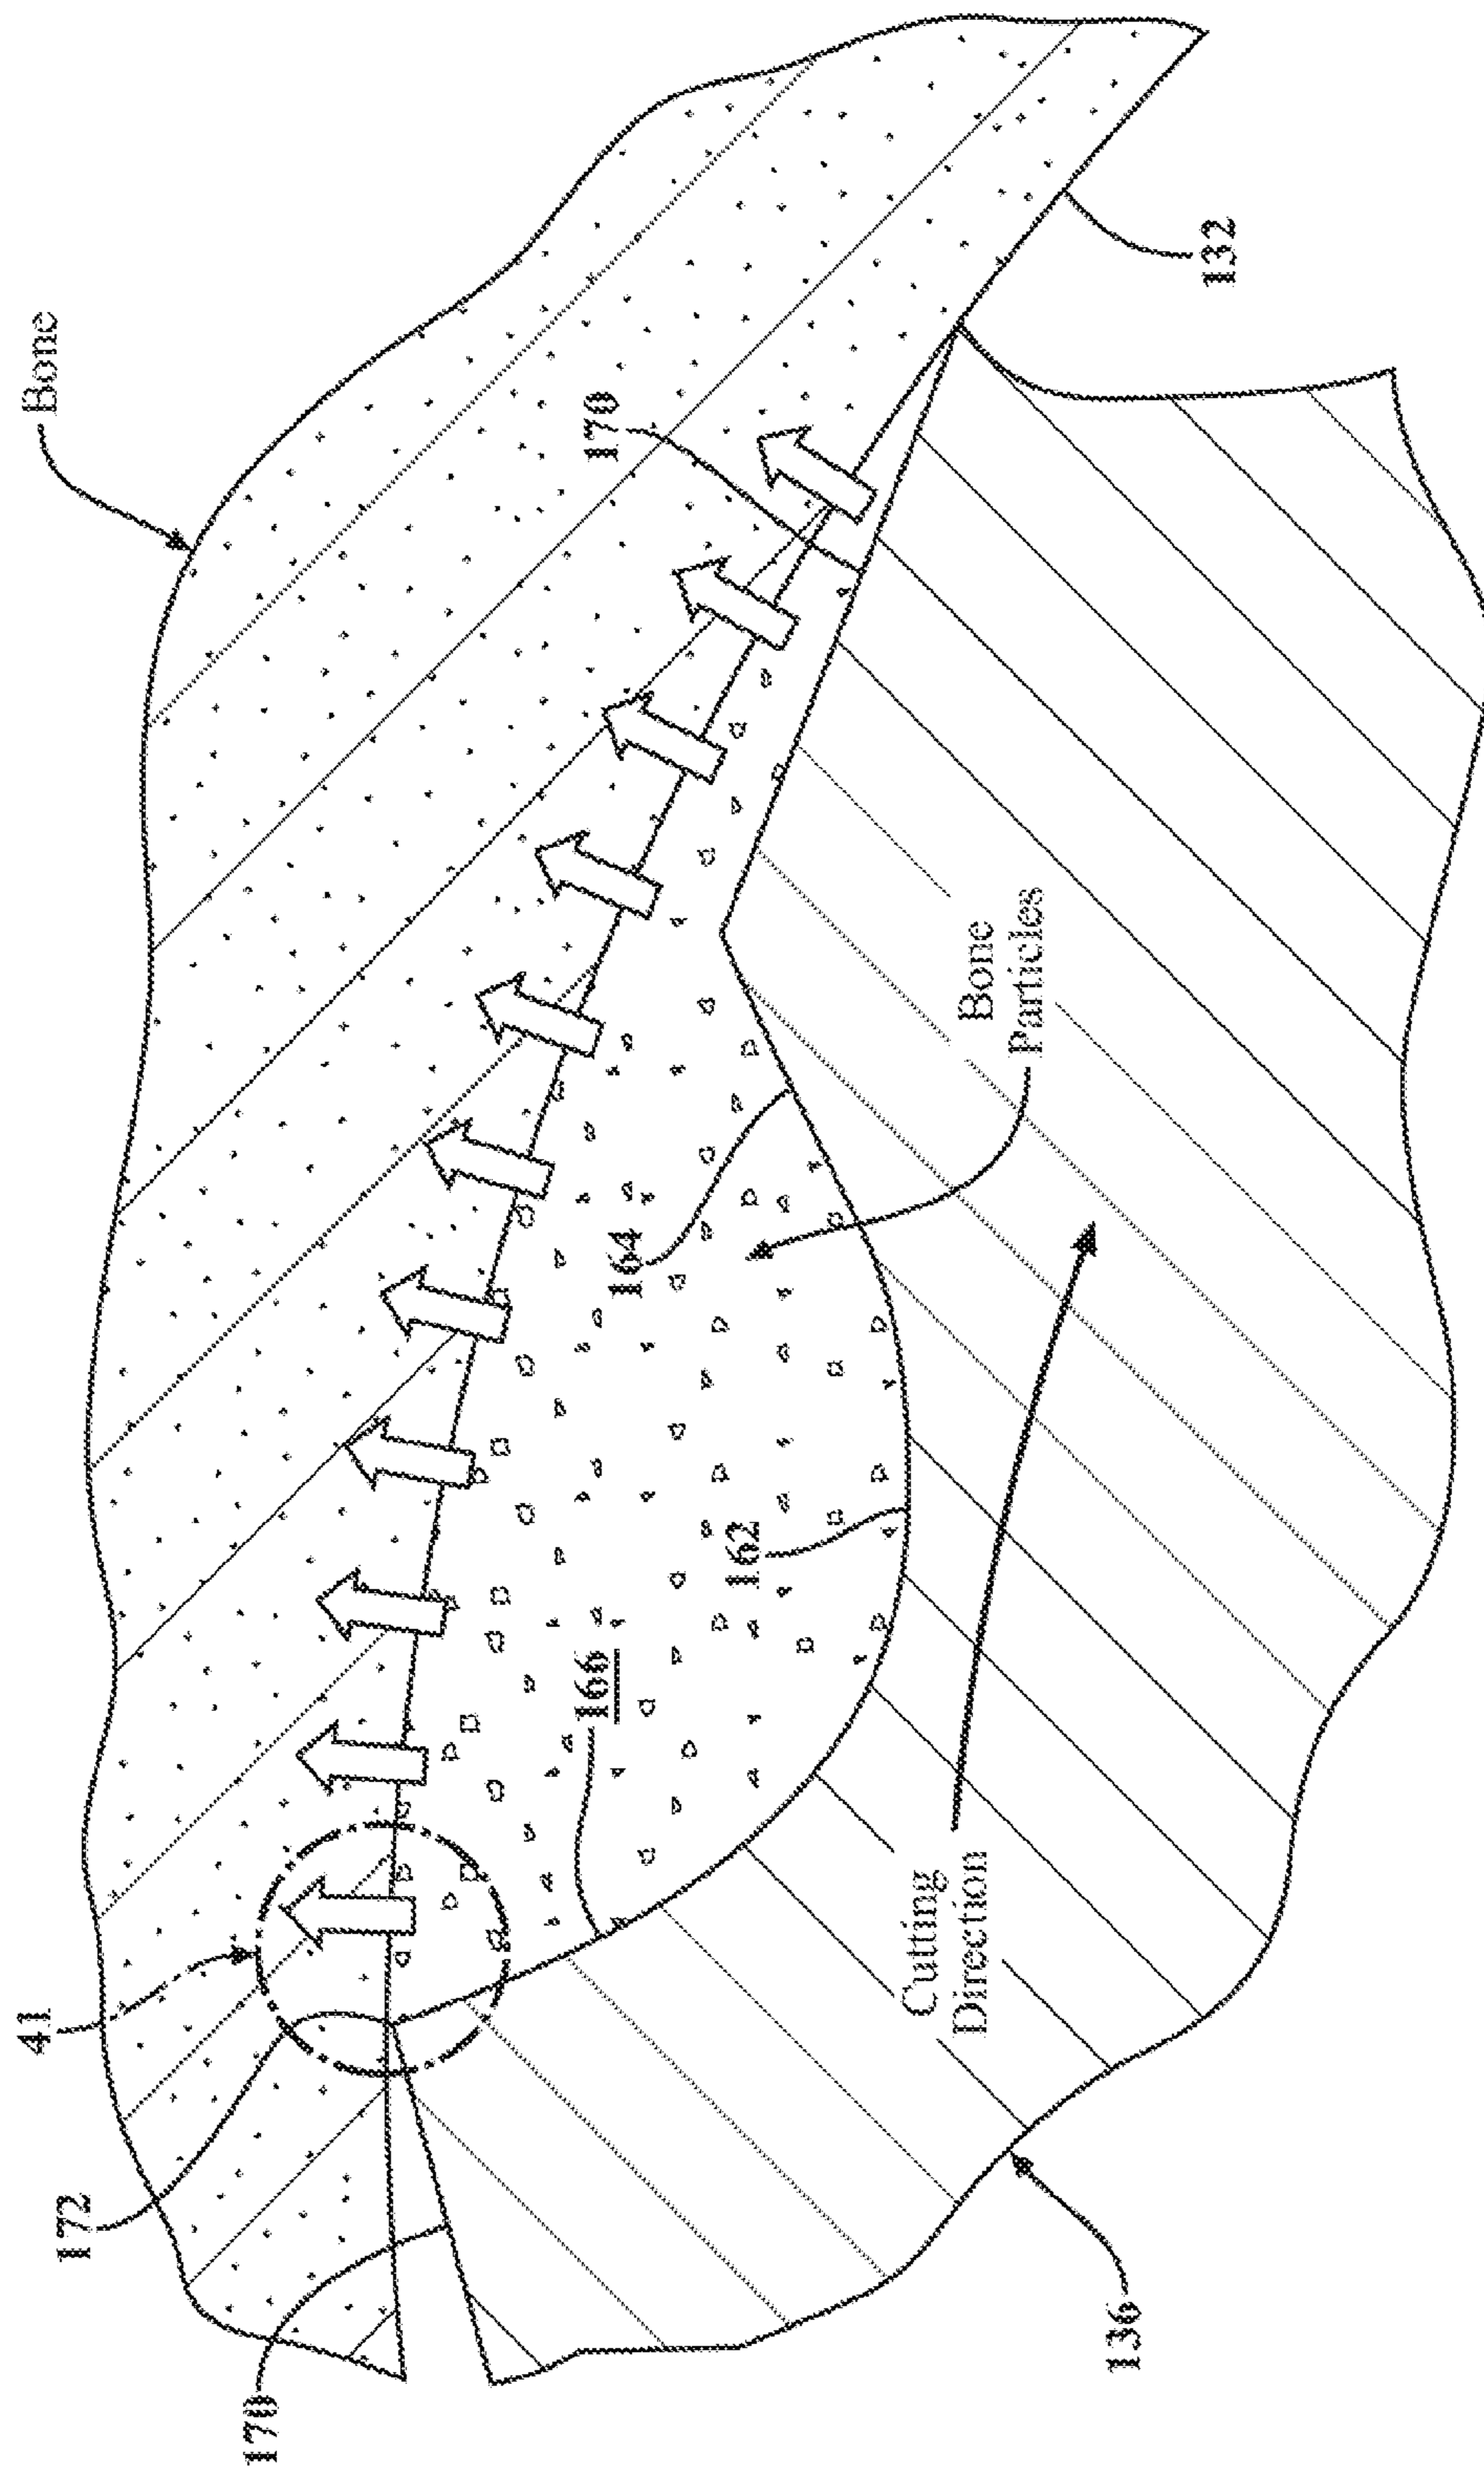 41
Bone
172
170
166
164
170
162
Cutting
Direction
Bone
Particles
136
132